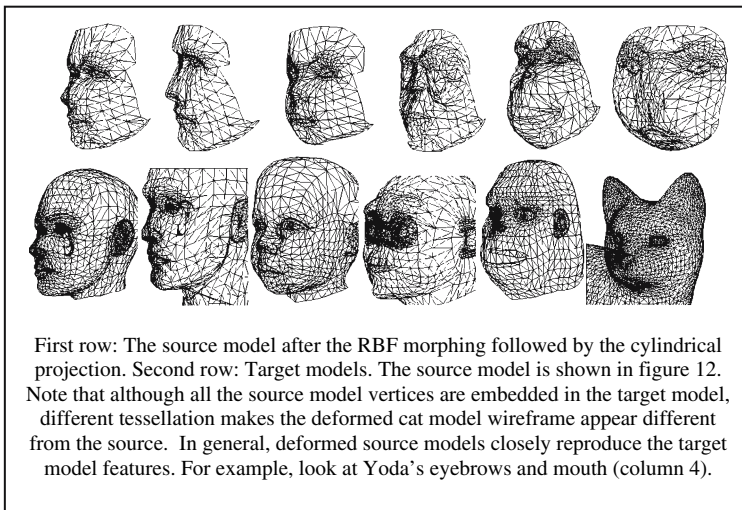 First row: The source model after the RBF morphing followed by the cylindrical
projection. Second row: Target models. The source model is shown in figure 12.
Note that although all the source model vertices are embedded in the target model,
different tessellation makes the deformed cat model wireframe appear different
from the source.  In general, deformed source models closely reproduce the target
model features. For example, look at Yoda's eyebrows and mouth (column 4).